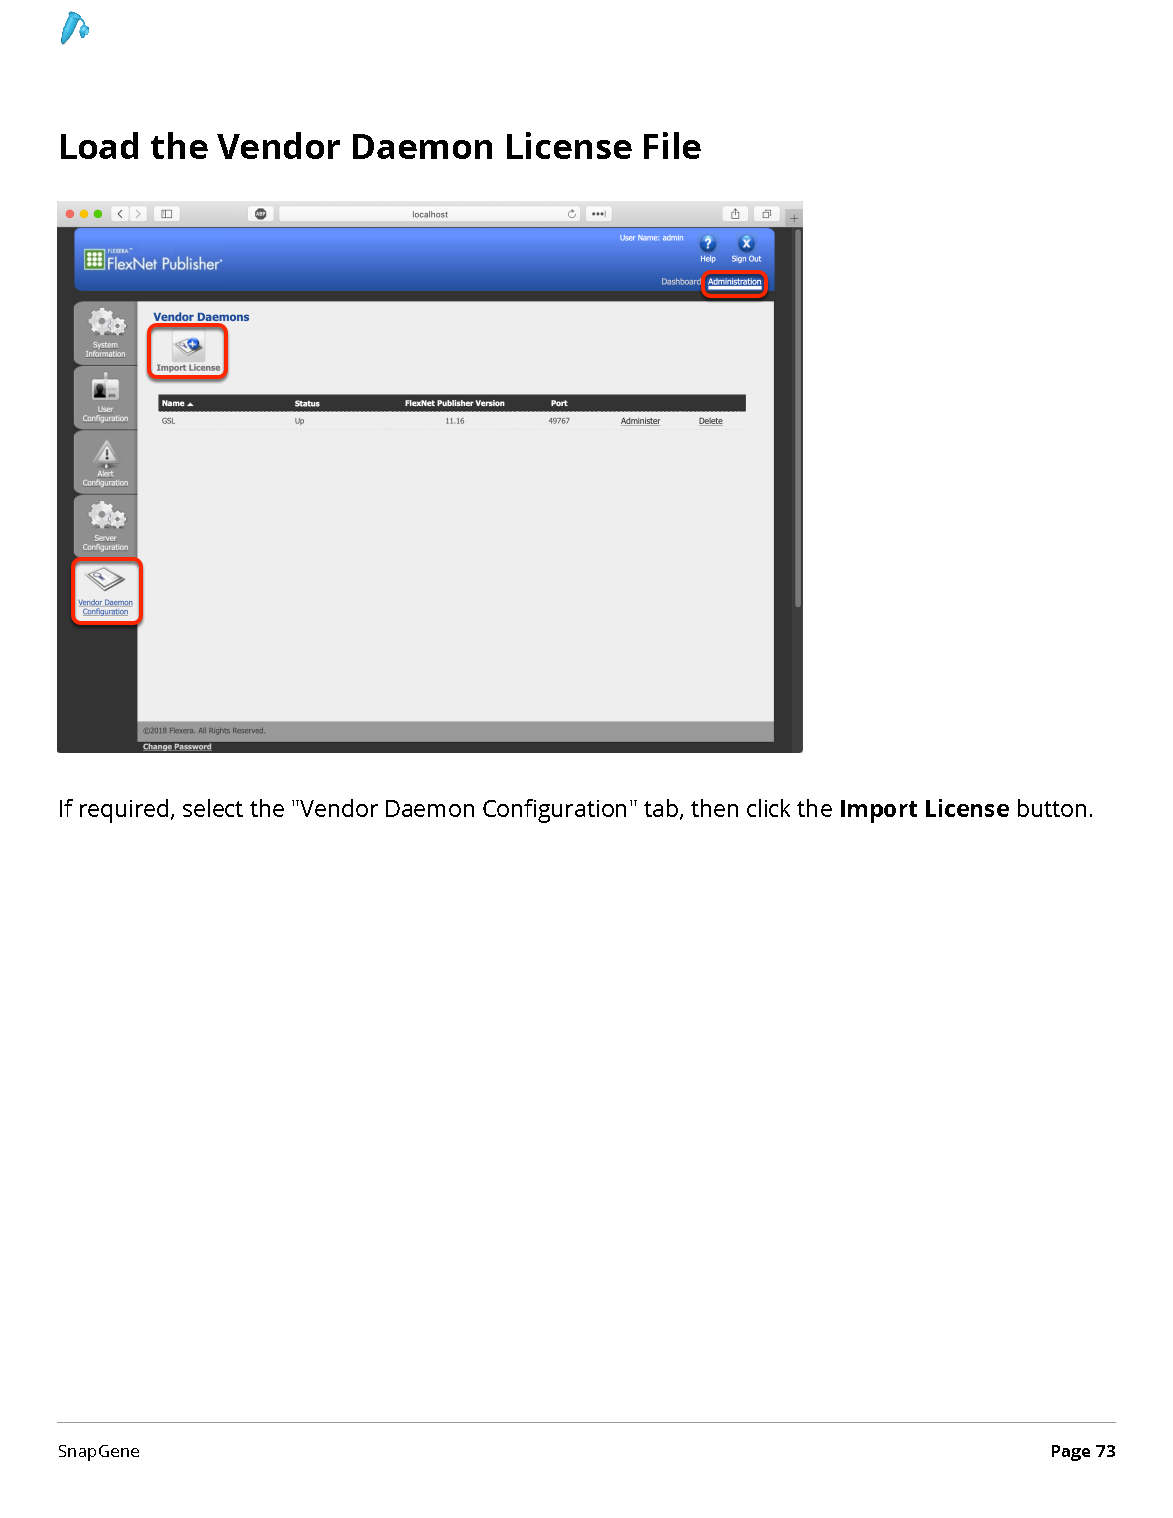 Load the Vendor Daemon License File
ABP
localhost
User Name: admin
Help
Sign Out
FLEXERA™
FlexNet Publisher®
Dashboard
Administration
System
Information
User
Configuration
Alert
Configuration
Server
Configuration
Vendor Daemon
Configuration
Vendor Daemons
Import License
Name Status FlexNet Publisher Version Port
GSL Up 11.16 49767 Administer Delete
©2018 Flexera. All Rights Reserved.
Change Password
If required, select the "Vendor Daemon Configuration" tab, then click the Import License button.
SnapGene Page 73